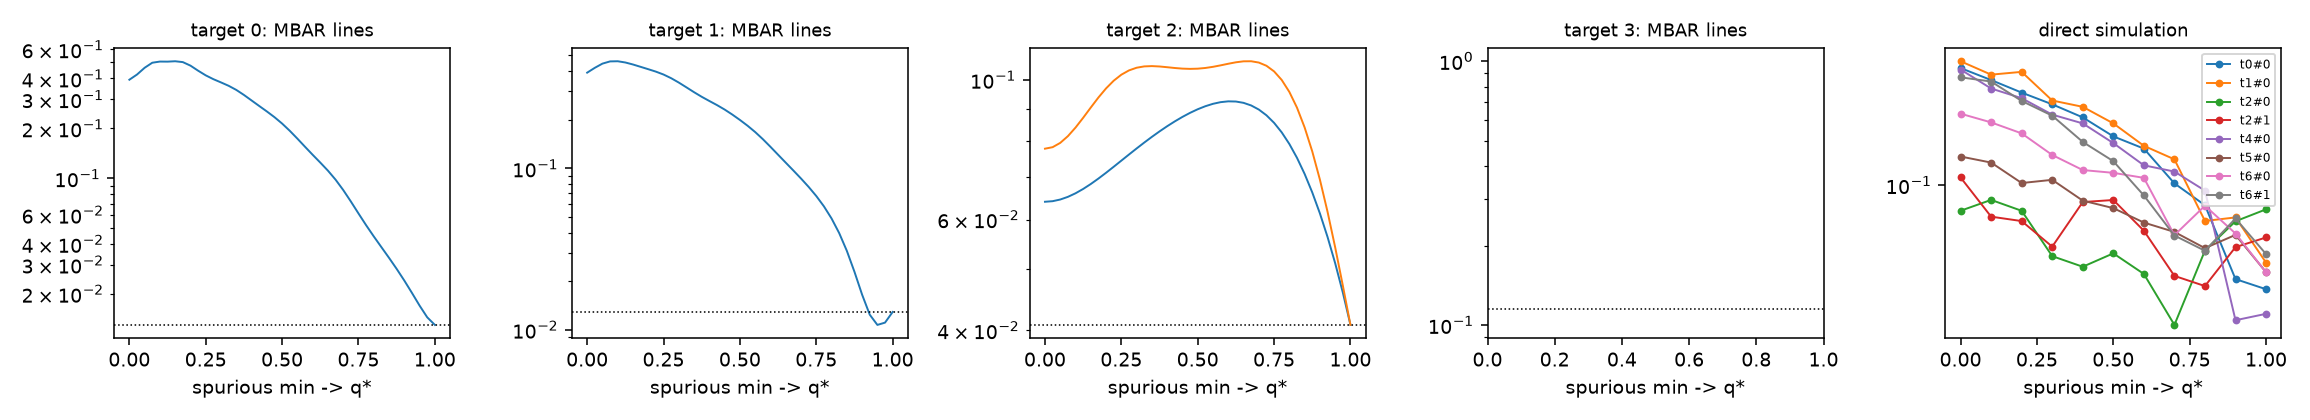 target 0: MBAR lines
6 × 10⁻¹
4 × 10⁻¹
3 × 10⁻¹
2 × 10⁻¹
10⁻¹
6 × 10⁻²
4 × 10⁻²
3 × 10⁻²
2 × 10⁻²
0.00 0.25 0.50 0.75 1.00
spurious min -> q*
target 1: MBAR lines
10⁻¹
10⁻²
0.00 0.25 0.50 0.75 1.00
spurious min -> q*
target 2: MBAR lines
10⁻¹
6 × 10⁻²
4 × 10⁻²
0.00 0.25 0.50 0.75 1.00
spurious min -> q*
target 3: MBAR lines
10⁰
10⁻¹
0.0 0.2 0.4 0.6 0.8 1.0
spurious min -> q*
direct simulation
10⁻¹
t0#0
t1#0
t2#0
t2#1
t4#0
t5#0
t6#0
t6#1
0.00 0.25 0.50 0.75 1.00
spurious min -> q*